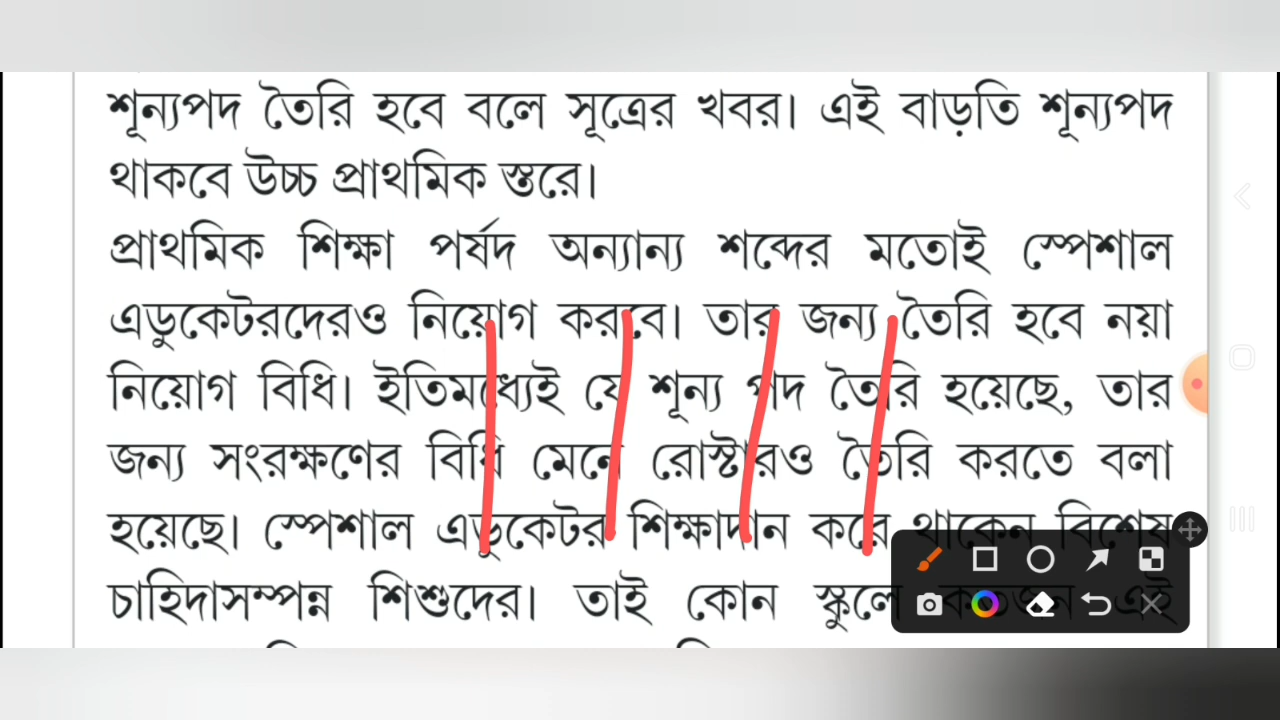 শূন্যপদ তৈরি হবে বলে সূত্রের খবর। এই বাড়তি শূন্যপদ
থাকবে উচ্চ প্রাথমিক স্তরে।
প্রাথমিক শিক্ষা পর্ষদ অন্যান্য শব্দের মতোই স্পেশাল
এডুকেটরদেরও নিয়োগ করবে। তার জন্য তৈরি হবে নয়া
নিয়োগ বিধি। ইতিমধ্যেই যে শূন্য পদ তৈরি হয়েছে, তার
জন্য সংরক্ষণের বিধি মেনে রোস্টারও তৈরি করতে বলা
হয়েছে। স্পেশাল এডুকেটর শিক্ষাদান করে থাকেন বিশেষ
চাহিদাসম্পন্ন শিশুদের। তাই কোন স্কুলে কতজন এই